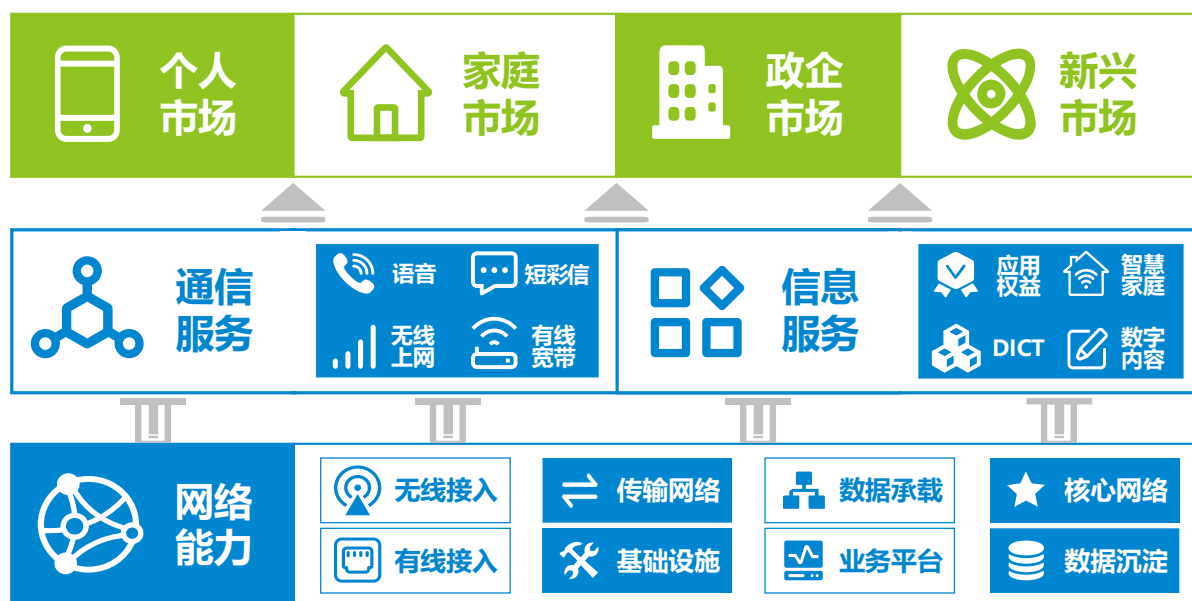 个人
市场
家庭
市场
政企
市场
新兴
市场
通信
服务
语音
短彩信
无线
上网
有线
宽带
信息
服务
应用
权益
智慧
家庭
DICT
数字
内容
网络
能力
无线接入
传输网络
数据承载
核心网络
有线接入
基础设施
业务平台
数据沉淀